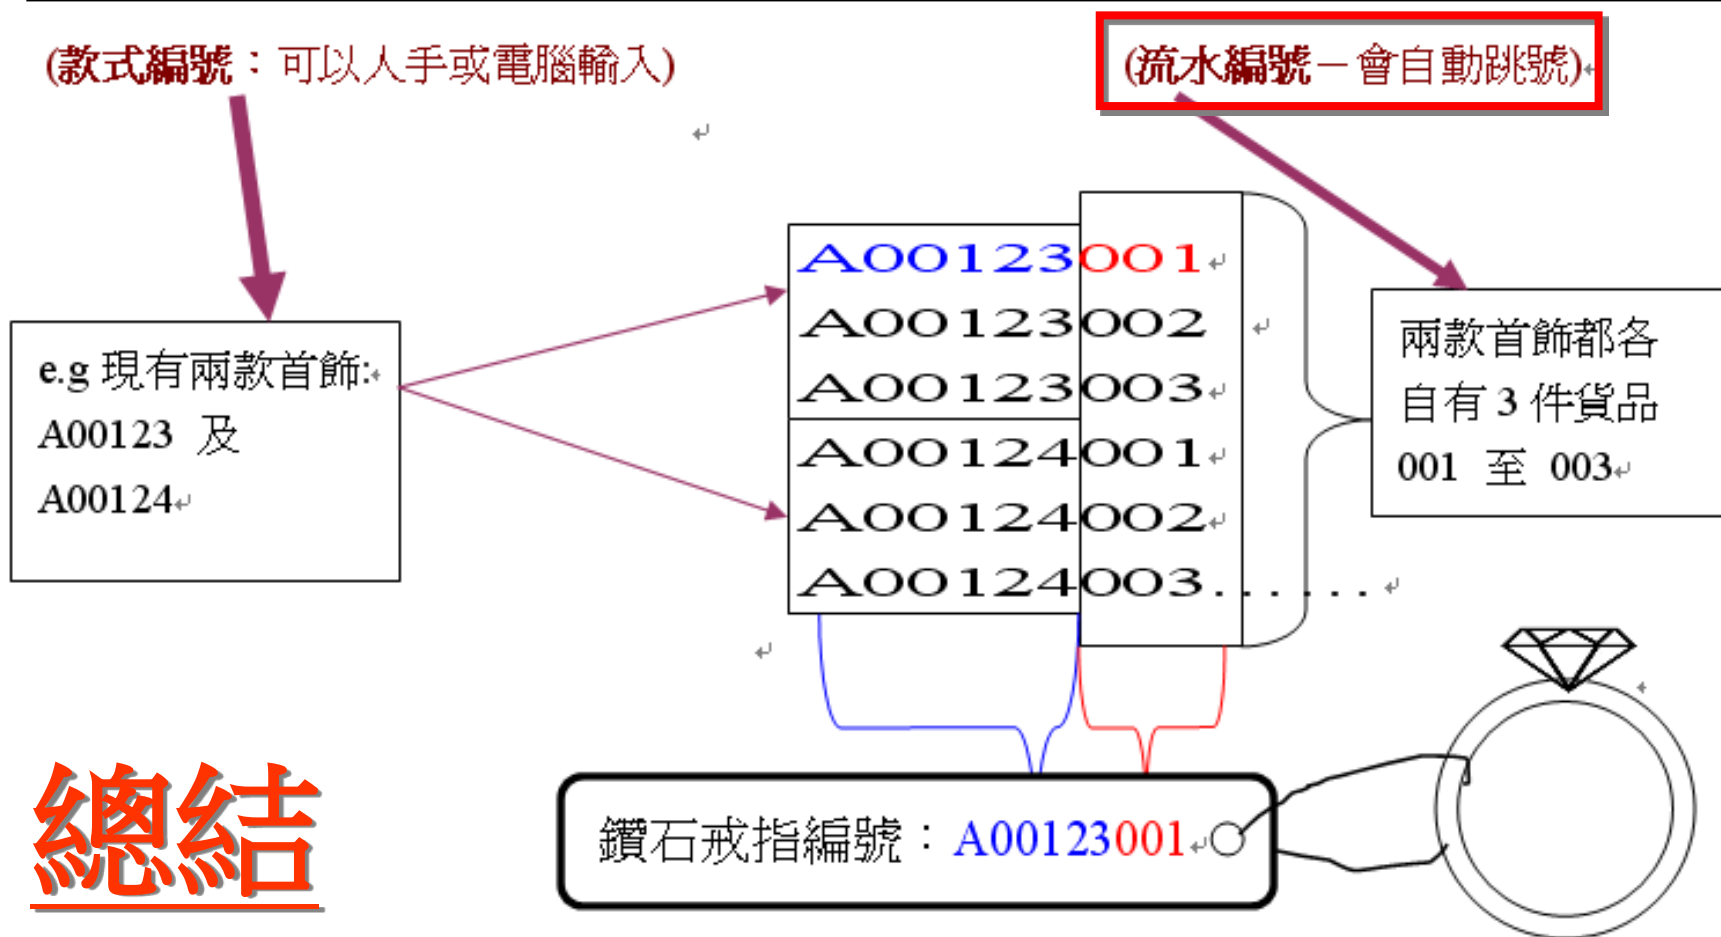 (款式編號：可以人手或電腦輸入)
(流水編號－會自動跳號)
e.g 現有兩款首飾:
A00123 及
A00124
A00123001
A00123002
A00123003
A00124001
A00124002
A00124003......
兩款首飾都各
自有 3 件貨品
001 至 003
總結
鑽石戒指編號：A00123001